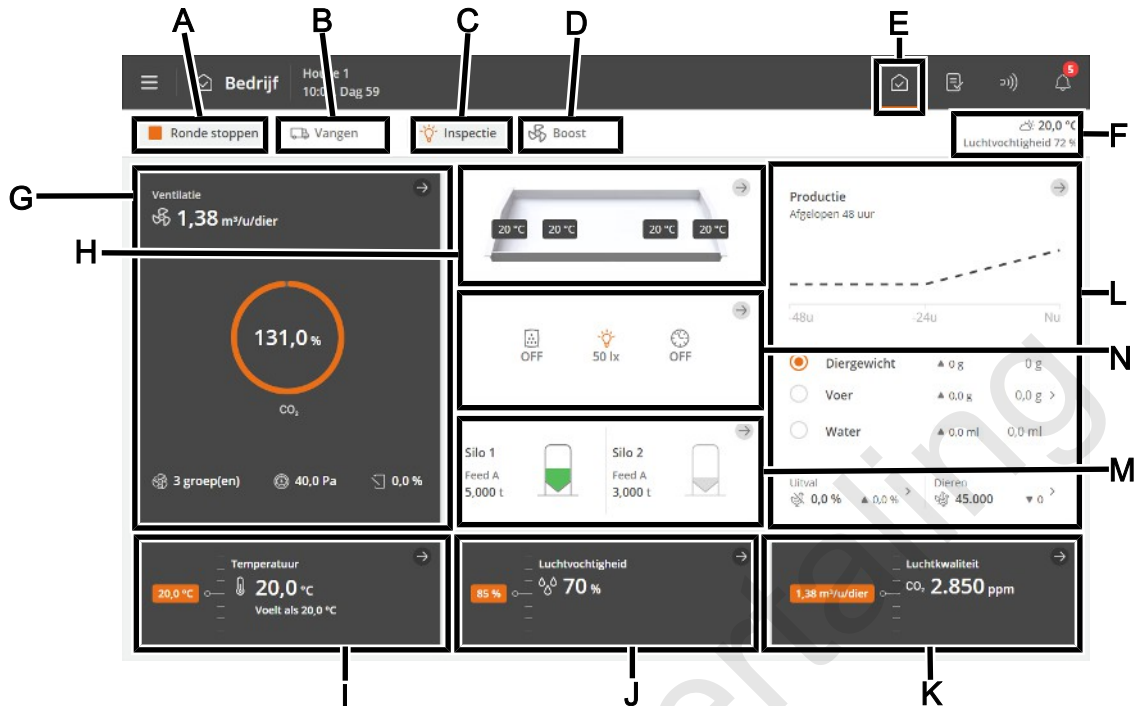 A
B
C
D
E
Bedrijf
House 1
Dag 59
5
Ronde stoppen
Vangen
Inspectie
Boost
20,0 °C
Luchtvochtigheid 72 %
F
G
Ventilatie
1,38 m³/u/dier
131,0 %
CO₂
3 groep(en)
40,0 Pa
0,0 %
H
20 °C
20 °C
20 °C
20 °C
OFF
50 lx
OFF
N
Silo 1
Feed A
5,000 t
Silo 2
Feed A
3,000 t
M
Productie
Afgelopen 48 uur
-48u
-24u
Nu
L
Diergewicht
▲ 0 g
0 g
Voer
▲ 0,0 g
0,0 g >
Water
▲ 0.0 ml
0,0 ml
Uitval
0,0 %
▲ 0,0 %
>
Dieren
45.000
▼ 0
>
Temperatuur
20,0 °C
20,0 °C
Voelt als 20,0 °C
I
Luchtvochtigheid
85 %
70 %
J
Luchtkwaliteit
1,38 m³/u/dier
CO₂ 2.850 ppm
K